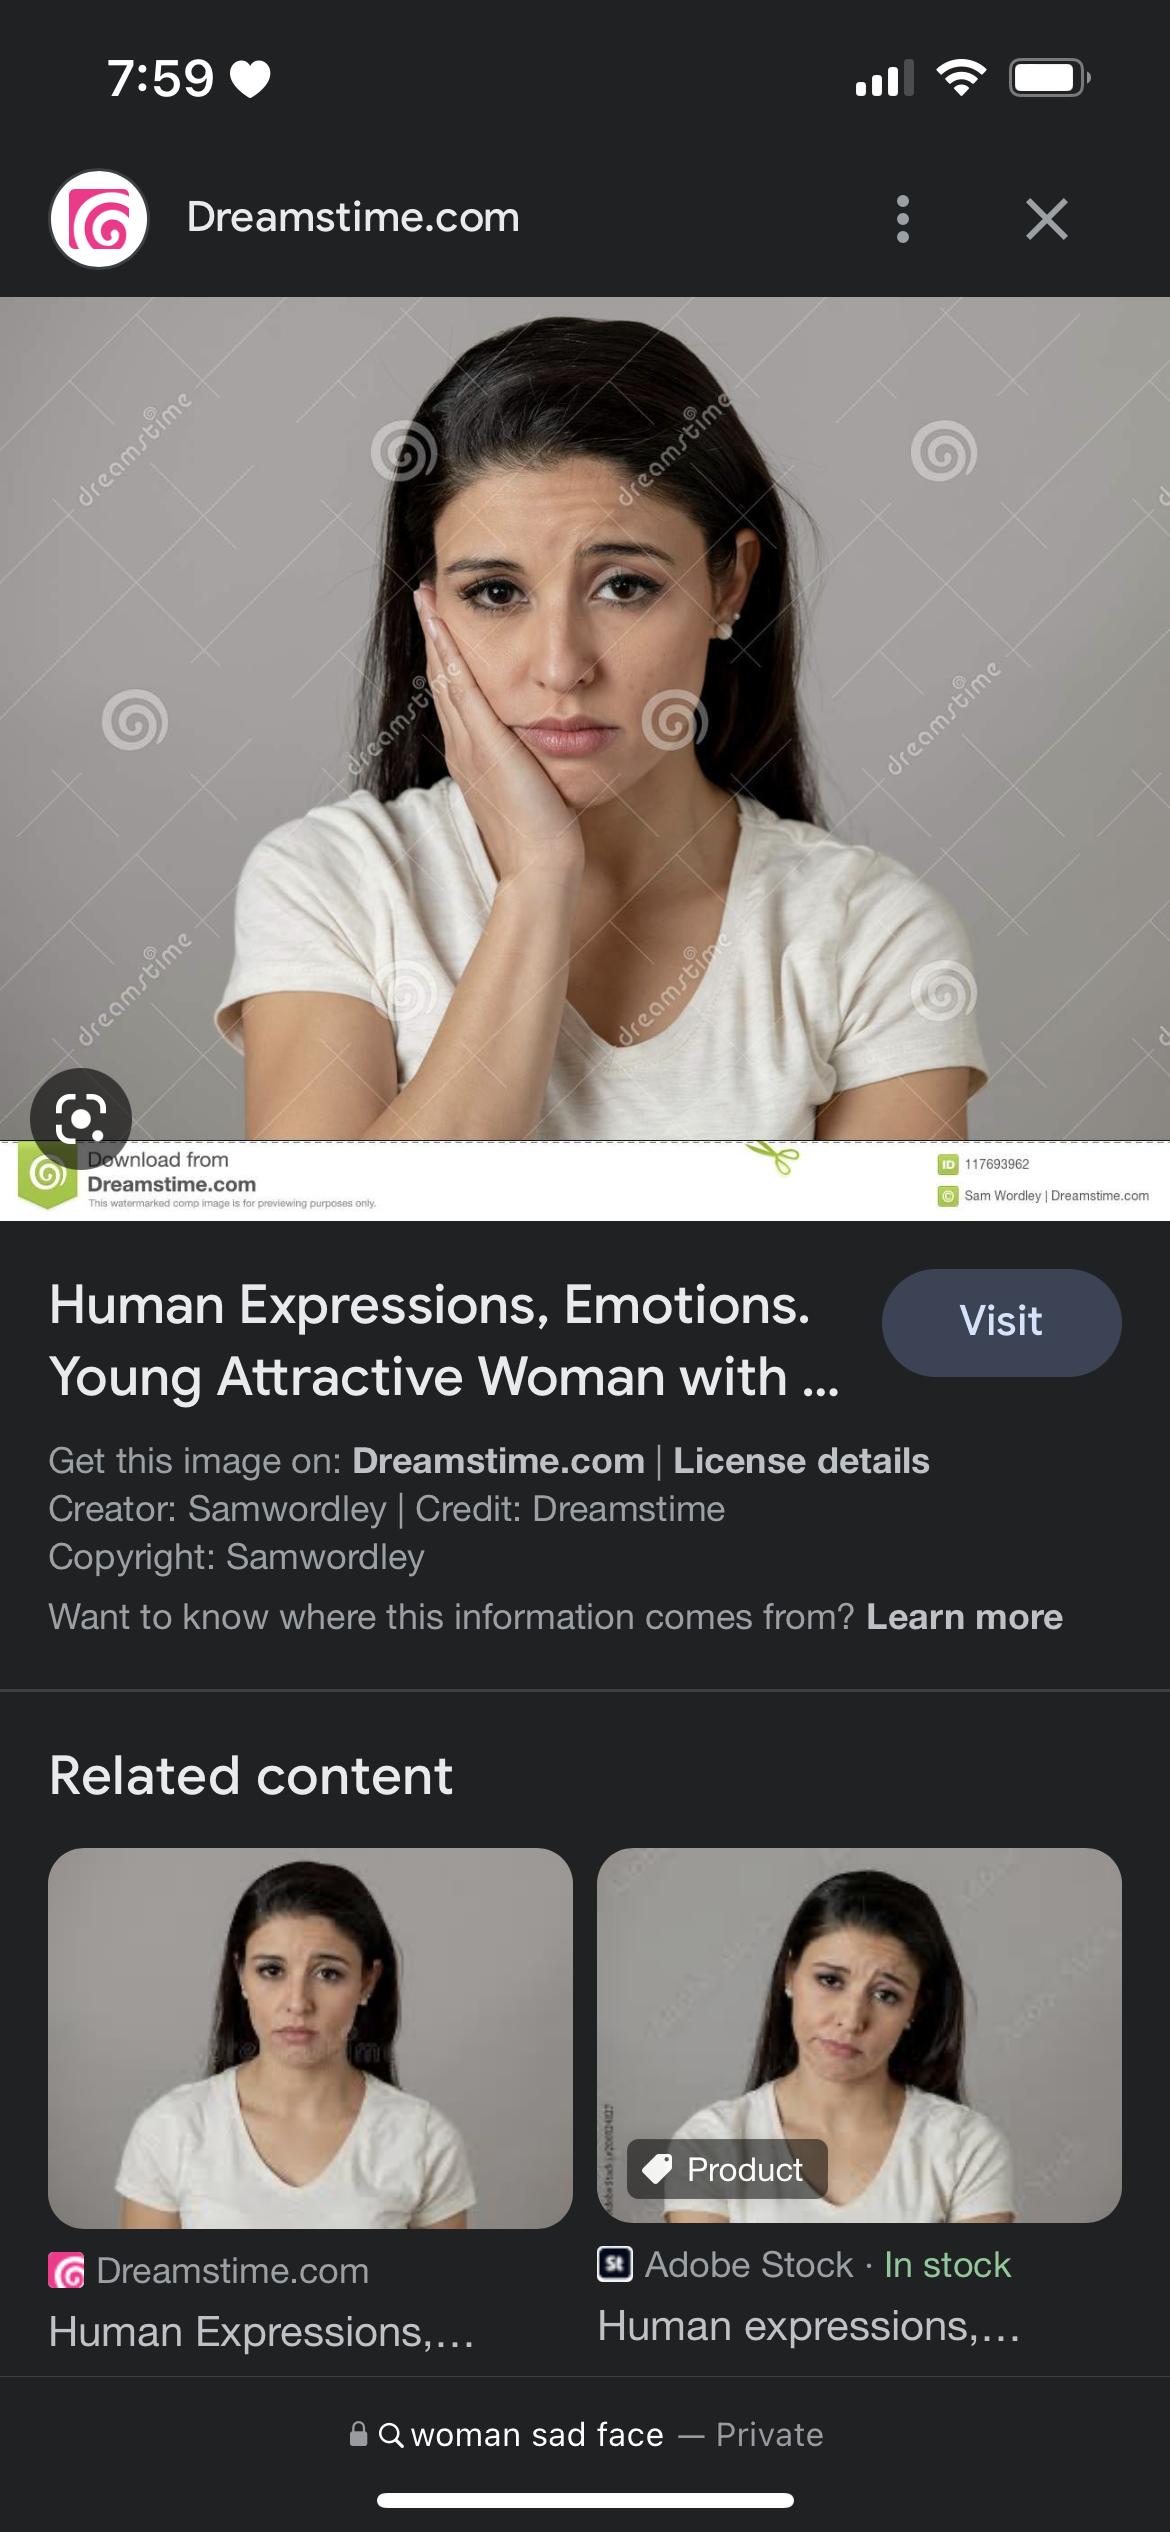 7:59
Dreamstime.com
dreamstime
dreamstime
dreamstime
dreamstime
dreamstime
dreamstime
Download from
Dreamstime.com
This watermarked comp image is for previewing purposes only.
ID 117693962
© Sam Wordley | Dreamstime.com
Human Expressions, Emotions.
Young Attractive Woman with ...
Visit
Get this image on: Dreamstime.com | License details
Creator: Samwordley | Credit: Dreamstime
Copyright: Samwordley
Want to know where this information comes from? Learn more
Related content
Product
Dreamstime.com
St Adobe Stock · In stock
Human Expressions,...
Human expressions,...
woman sad face — Private